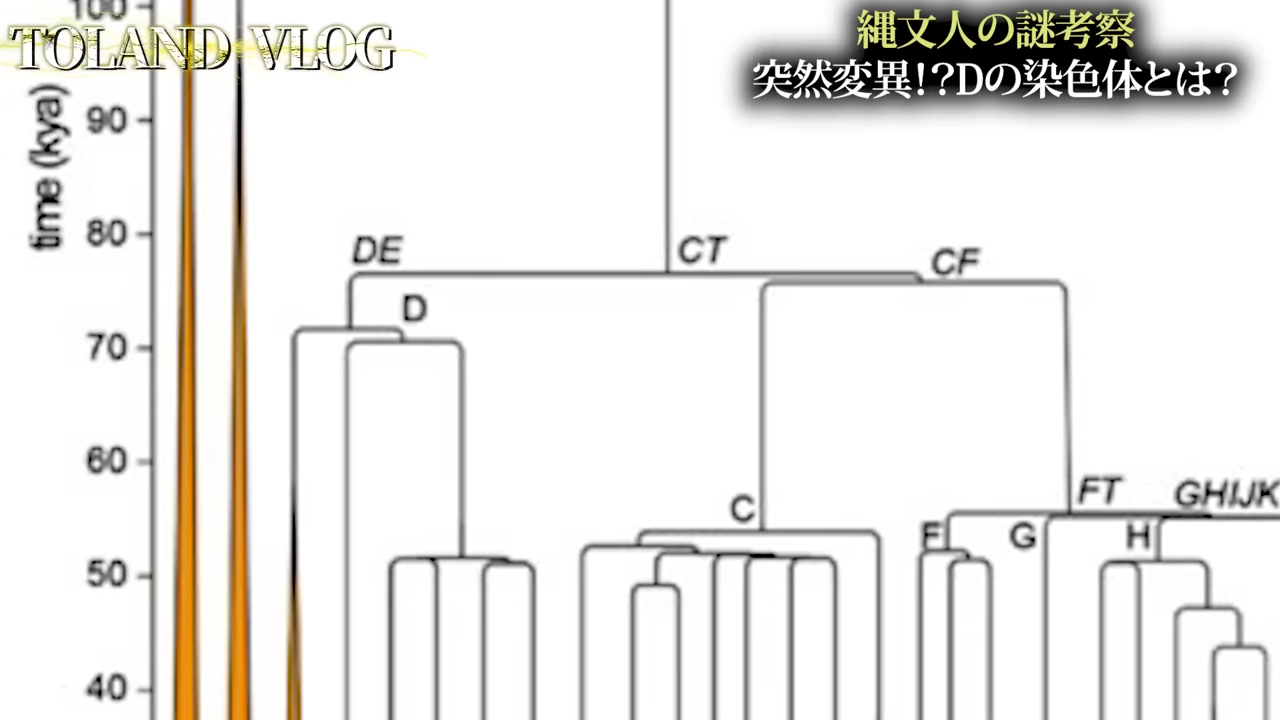 TOLAND VLOG
縄文人の謎考察
突然変異!?Dの染色体とは?
100
90
80
70
60
50
40
time (kya)
DE
CT
CF
D
C
FT
GHIJK
F
G
H